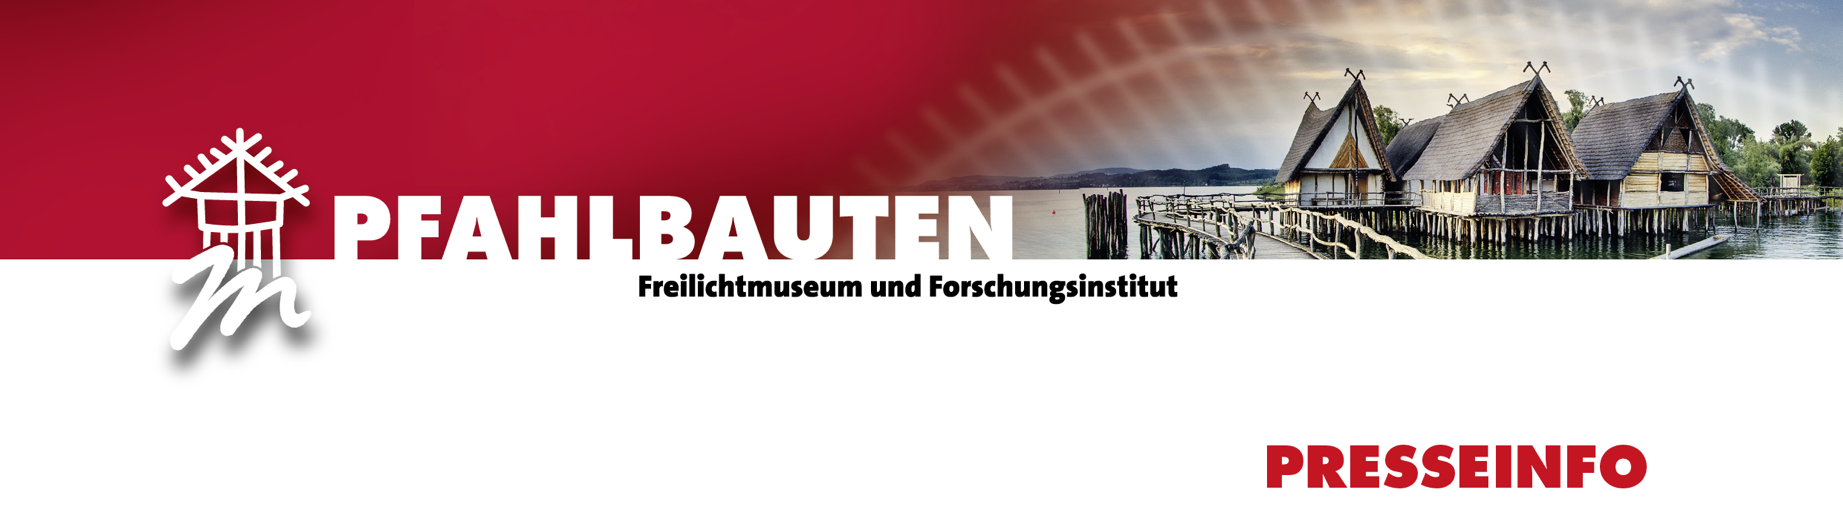 PFAHLBAUTEN
Freilichtmuseum und Forschungsinstitut
PRESSEINFO